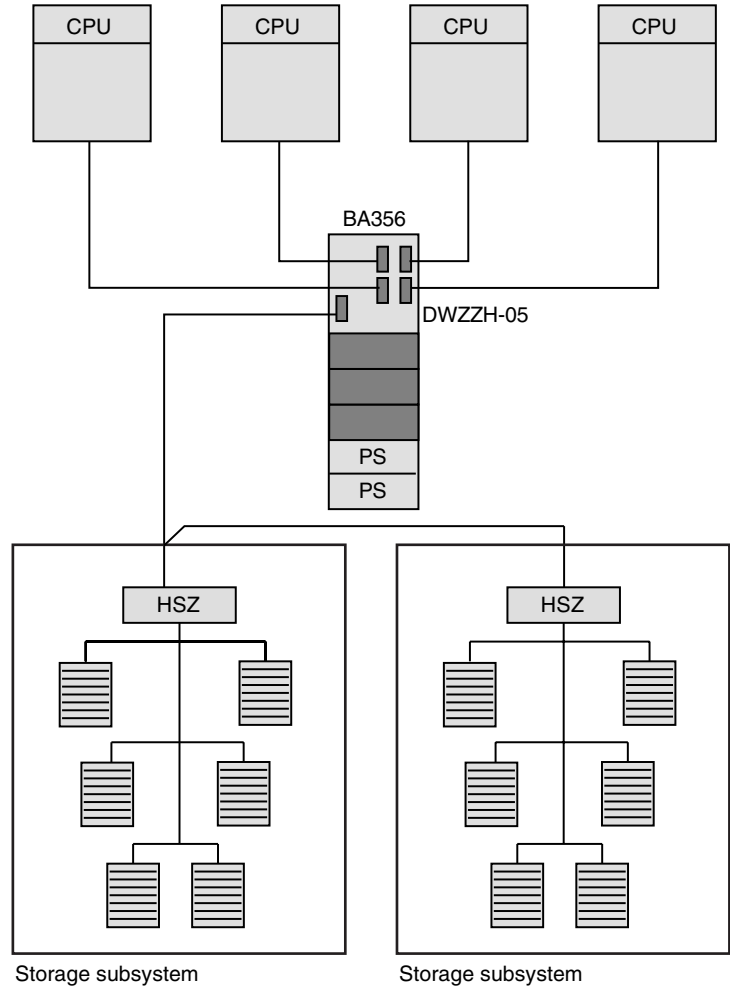 CPU
CPU
CPU
CPU
BA356
DWZZH-05
PS
PS
HSZ
HSZ
Storage subsystem
Storage subsystem